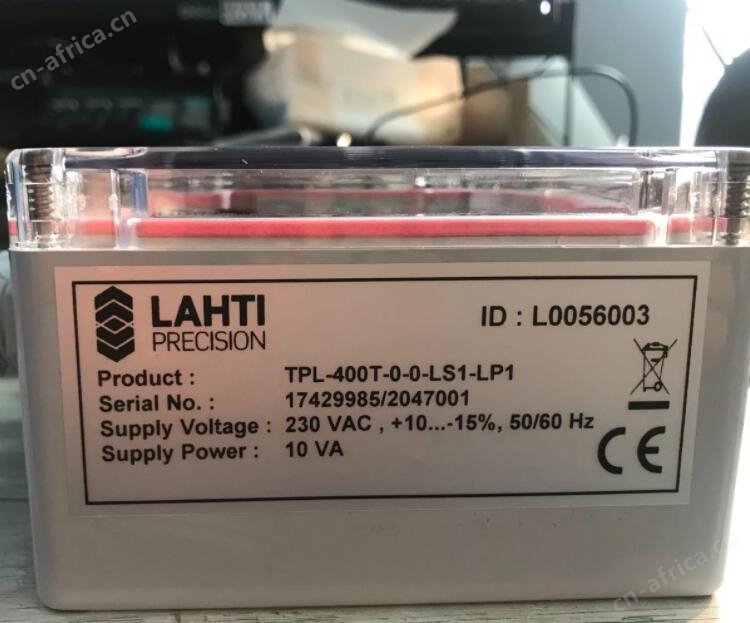 cn-africa.cn
LAHTI
PRECISION
ID : L0056003
Product : TPL-400T-0-0-LS1-LP1
Serial No. : 17429985/2047001
Supply Voltage : 230 VAC , +10...-15%, 50/60 Hz
Supply Power : 10 VA
CE
cn-africa.cn